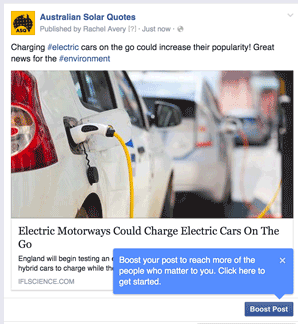 Australian Solar Quotes
Published by Rachel Avery [?] · Just now ·
Charging #electric cars on the go could increase their popularity! Great
news for the #environment
ASQ
Electric Motorways Could Charge Electric Cars On The
Go
England will begin testing an
hybrid cars to charge while the
IFLSCIENCE.COM
Boost your post to reach more of the
people who matter to you. Click here to
get started.
Boost Post